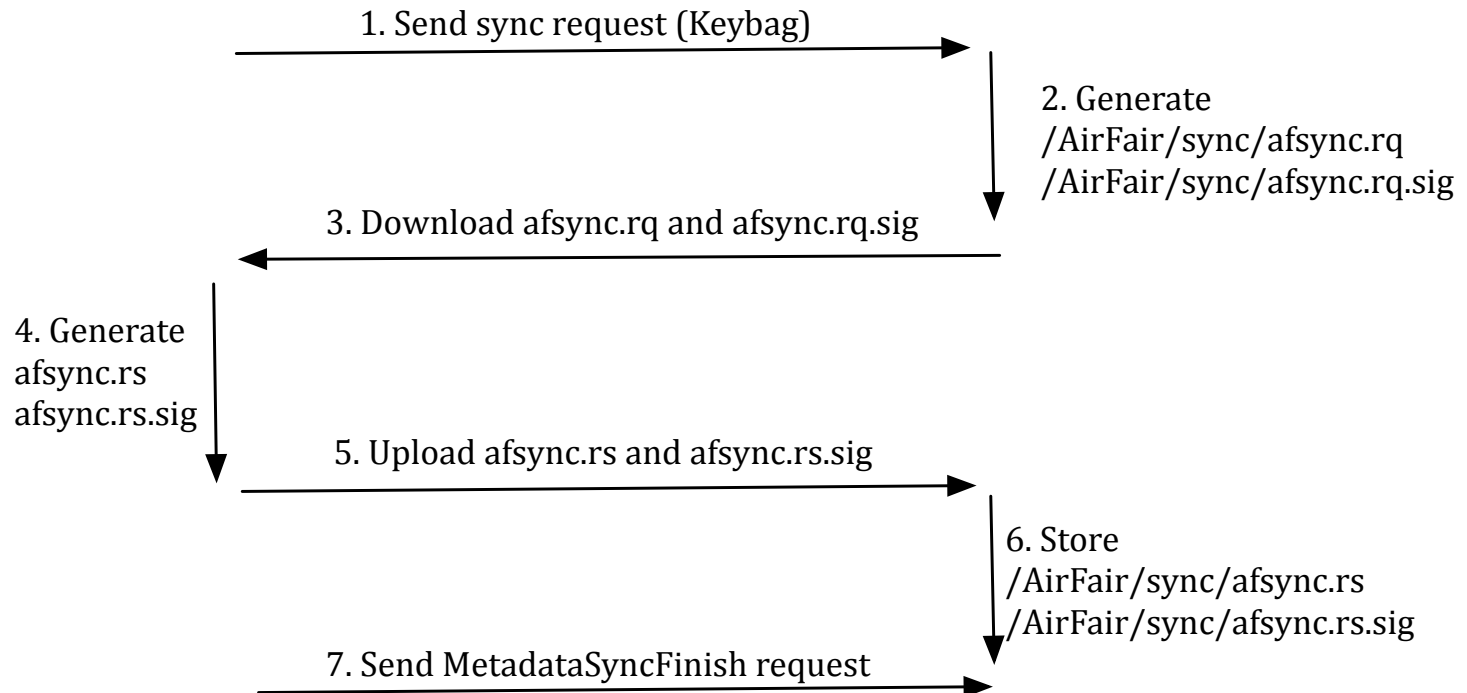 1. Send sync request (Keybag)
2. Generate
/AirFair/sync/afsync.rq
/AirFair/sync/afsync.rq.sig
3. Download afsync.rq and afsync.rq.sig
4. Generate
afsync.rs
afsync.rs.sig
5. Upload afsync.rs and afsync.rs.sig
6. Store
/AirFair/sync/afsync.rs
/AirFair/sync/afsync.rs.sig
7. Send MetadataSyncFinish request